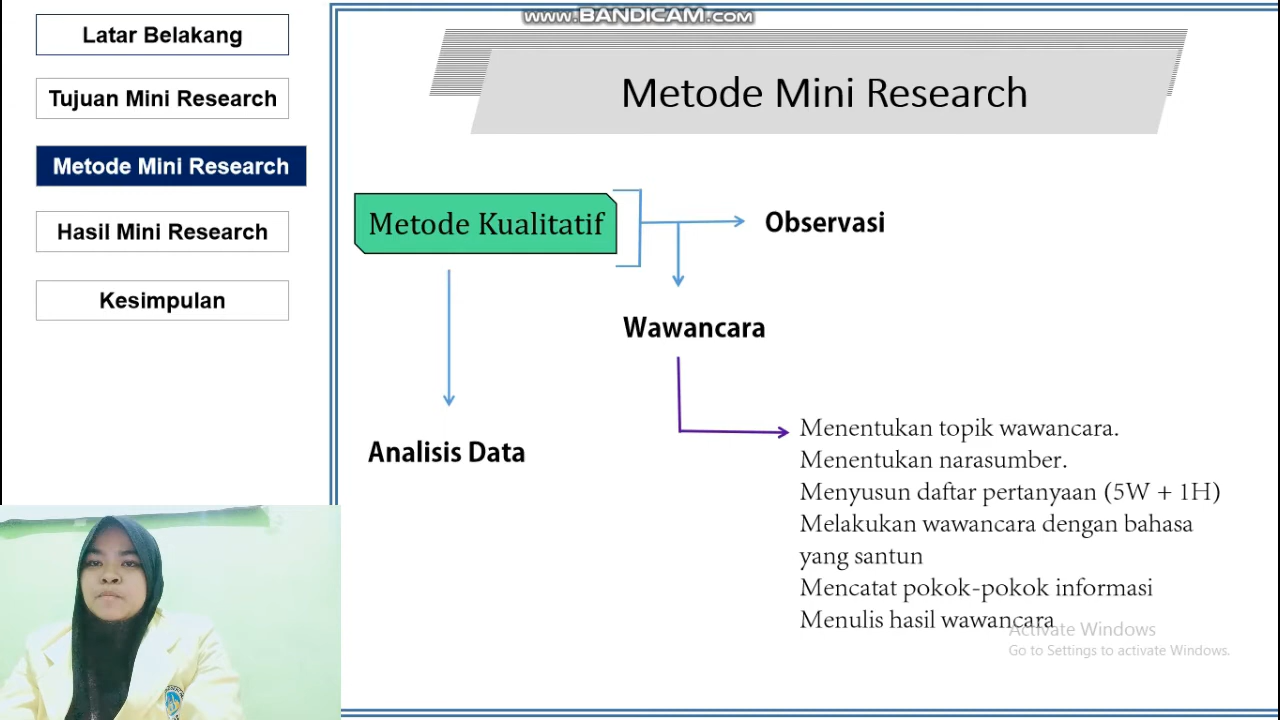 www.BANDICAM.com
Latar Belakang
Tujuan Mini Research
Metode Mini Research
Hasil Mini Research
Kesimpulan
Metode Mini Research
Metode Kualitatif
Observasi
Wawancara
Analisis Data
Menentukan topik wawancara.
Menentukan narasumber.
Menyusun daftar pertanyaan (5W + 1H)
Melakukan wawancara dengan bahasa
yang santun
Mencatat pokok-pokok informasi
Menulis hasil wawancara
Activate Windows
Go to Settings to activate Windows.